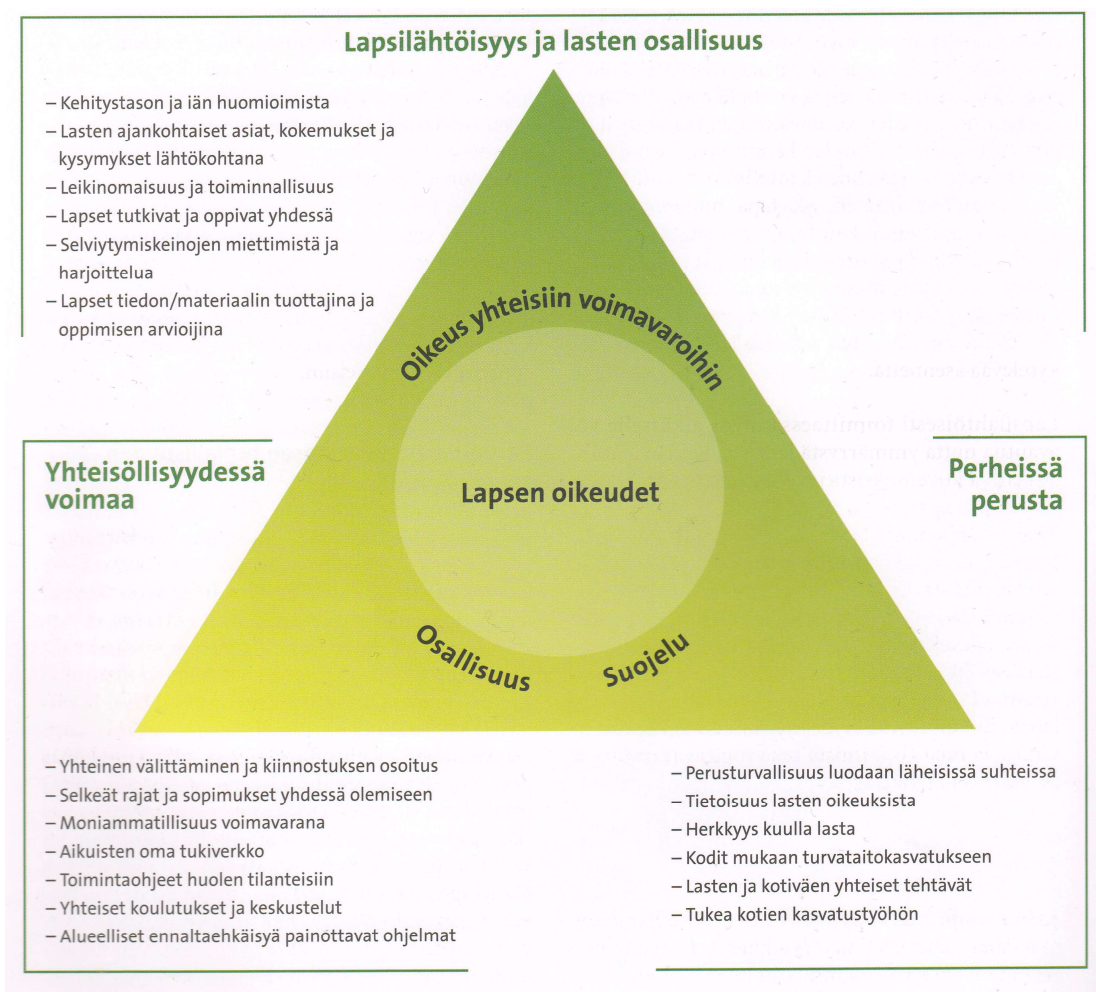 Lapsilähtöisyys ja lasten osallisuus
– Kehitystason ja iän huomioimista
– Lasten ajankohtaiset asiat, kokemukset ja
kysymykset lähtökohtana
– Leikinomaisuus ja toiminnallisuus
– Lapset tutkivat ja oppivat yhdessä
– Selviytymiskeinojen miettimistä ja
harjoittelua
– Lapset tiedon/materiaalin tuottajina ja
oppimisen arvioijina
Oikeus yhteisiin voimavaroihin
Yhteisöllisyydessä
voimaa
Lapsen oikeudet
Perheissä
perusta
Osallisuus
Suojelu
– Yhteinen välittäminen ja kiinnostuksen osoitus
– Selkeät rajat ja sopimukset yhdessä olemiseen
– Moniammatillisuus voimavarana
– Aikuisten oma tukiverkko
– Toimintaohjeet huolen tilanteisiin
– Yhteiset koulutukset ja keskustelut
– Alueelliset ennaltaehkäisyä painottavat ohjelmat
– Perusturvallisuus luodaan läheisissä suhteissa
– Tietoisuus lasten oikeuksista
– Herkkyys kuulla lasta
– Kodit mukaan turvataitokasvatukseen
– Lasten ja kotiväen yhteiset tehtävät
– Tukea kotien kasvatustyöhön